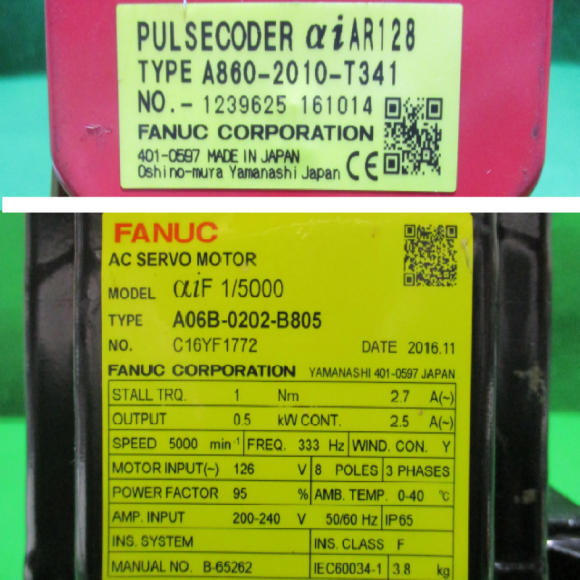 PULSECODER αiAR128
TYPE A860-2010-T341
NO.- 1239625 161014
FANUC CORPORATION
401-0597 MADE IN JAPAN
Oshino-mura Yamanashi Japan CE
FANUC
AC SERVO MOTOR
MODEL αiF 1/5000
TYPE A06B-0202-B805
NO. C16YF1772 DATE 2016.11
FANUC CORPORATION YAMANASHI 401-0597 JAPAN
STALL TRQ. 1 Nm 2.7 A(~)
OUTPUT 0.5 kW CONT. 2.5 A(~)
SPEED 5000 min-1 FREQ. 333 Hz WIND. CON. Y
MOTOR INPUT(~) 126 V 8 POLES 3 PHASES
POWER FACTOR 95 % AMB. TEMP. 0-40 ℃
AMP. INPUT 200-240 V 50/60 Hz IP65
INS. SYSTEM INS. CLASS F
MANUAL NO. B-65262 IEC60034-1 3.8 kg